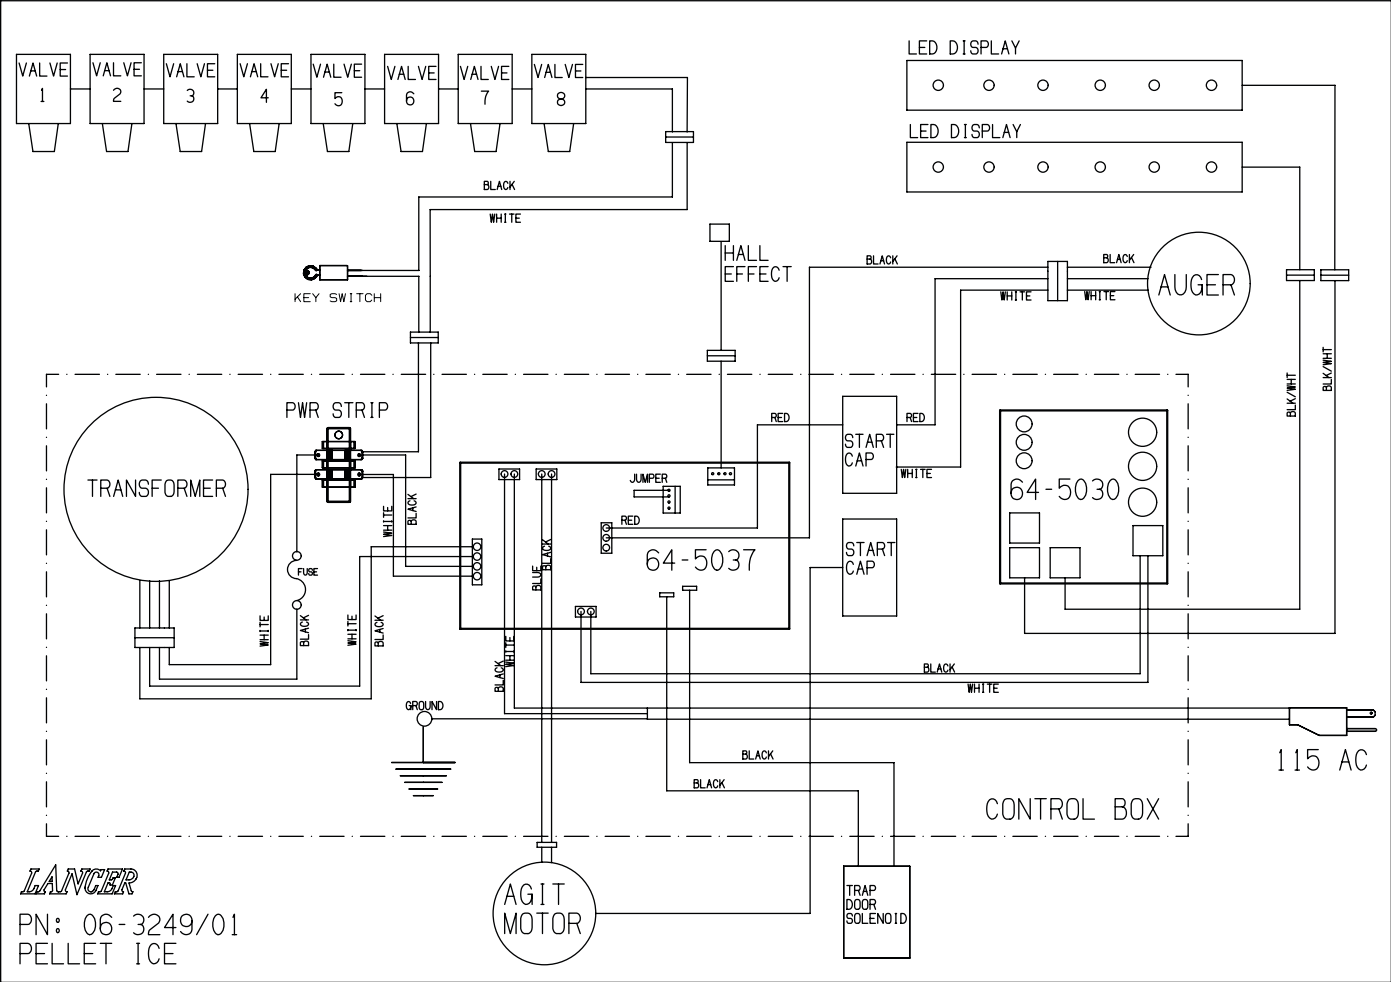 LED DISPLAY
VALVE 1
VALVE 2
VALVE 3
VALVE 4
VALVE 5
VALVE 6
VALVE 7
VALVE 8
LED DISPLAY
BLACK
WHITE
HALL
EFFECT
BLACK
BLACK
AUGER
WHITE
WHITE
KEY SWITCH
BLK/WHT
BLK/WHT
PWR STRIP
TRANSFORMER
FUSE
WHITE
BLACK
WHITE
BLACK
WHITE
BLACK
JUMPER
RED
64-5037
BLUE
BLACK
RED
START
CAP
RED
WHITE
START
CAP
64-5030
BLACK
WHITE
BLACK
WHITE
GROUND
115 AC
BLACK
BLACK
CONTROL BOX
AGIT
MOTOR
TRAP
DOOR
SOLENOID
LANCER
PN: 06-3249/01
PELLET ICE